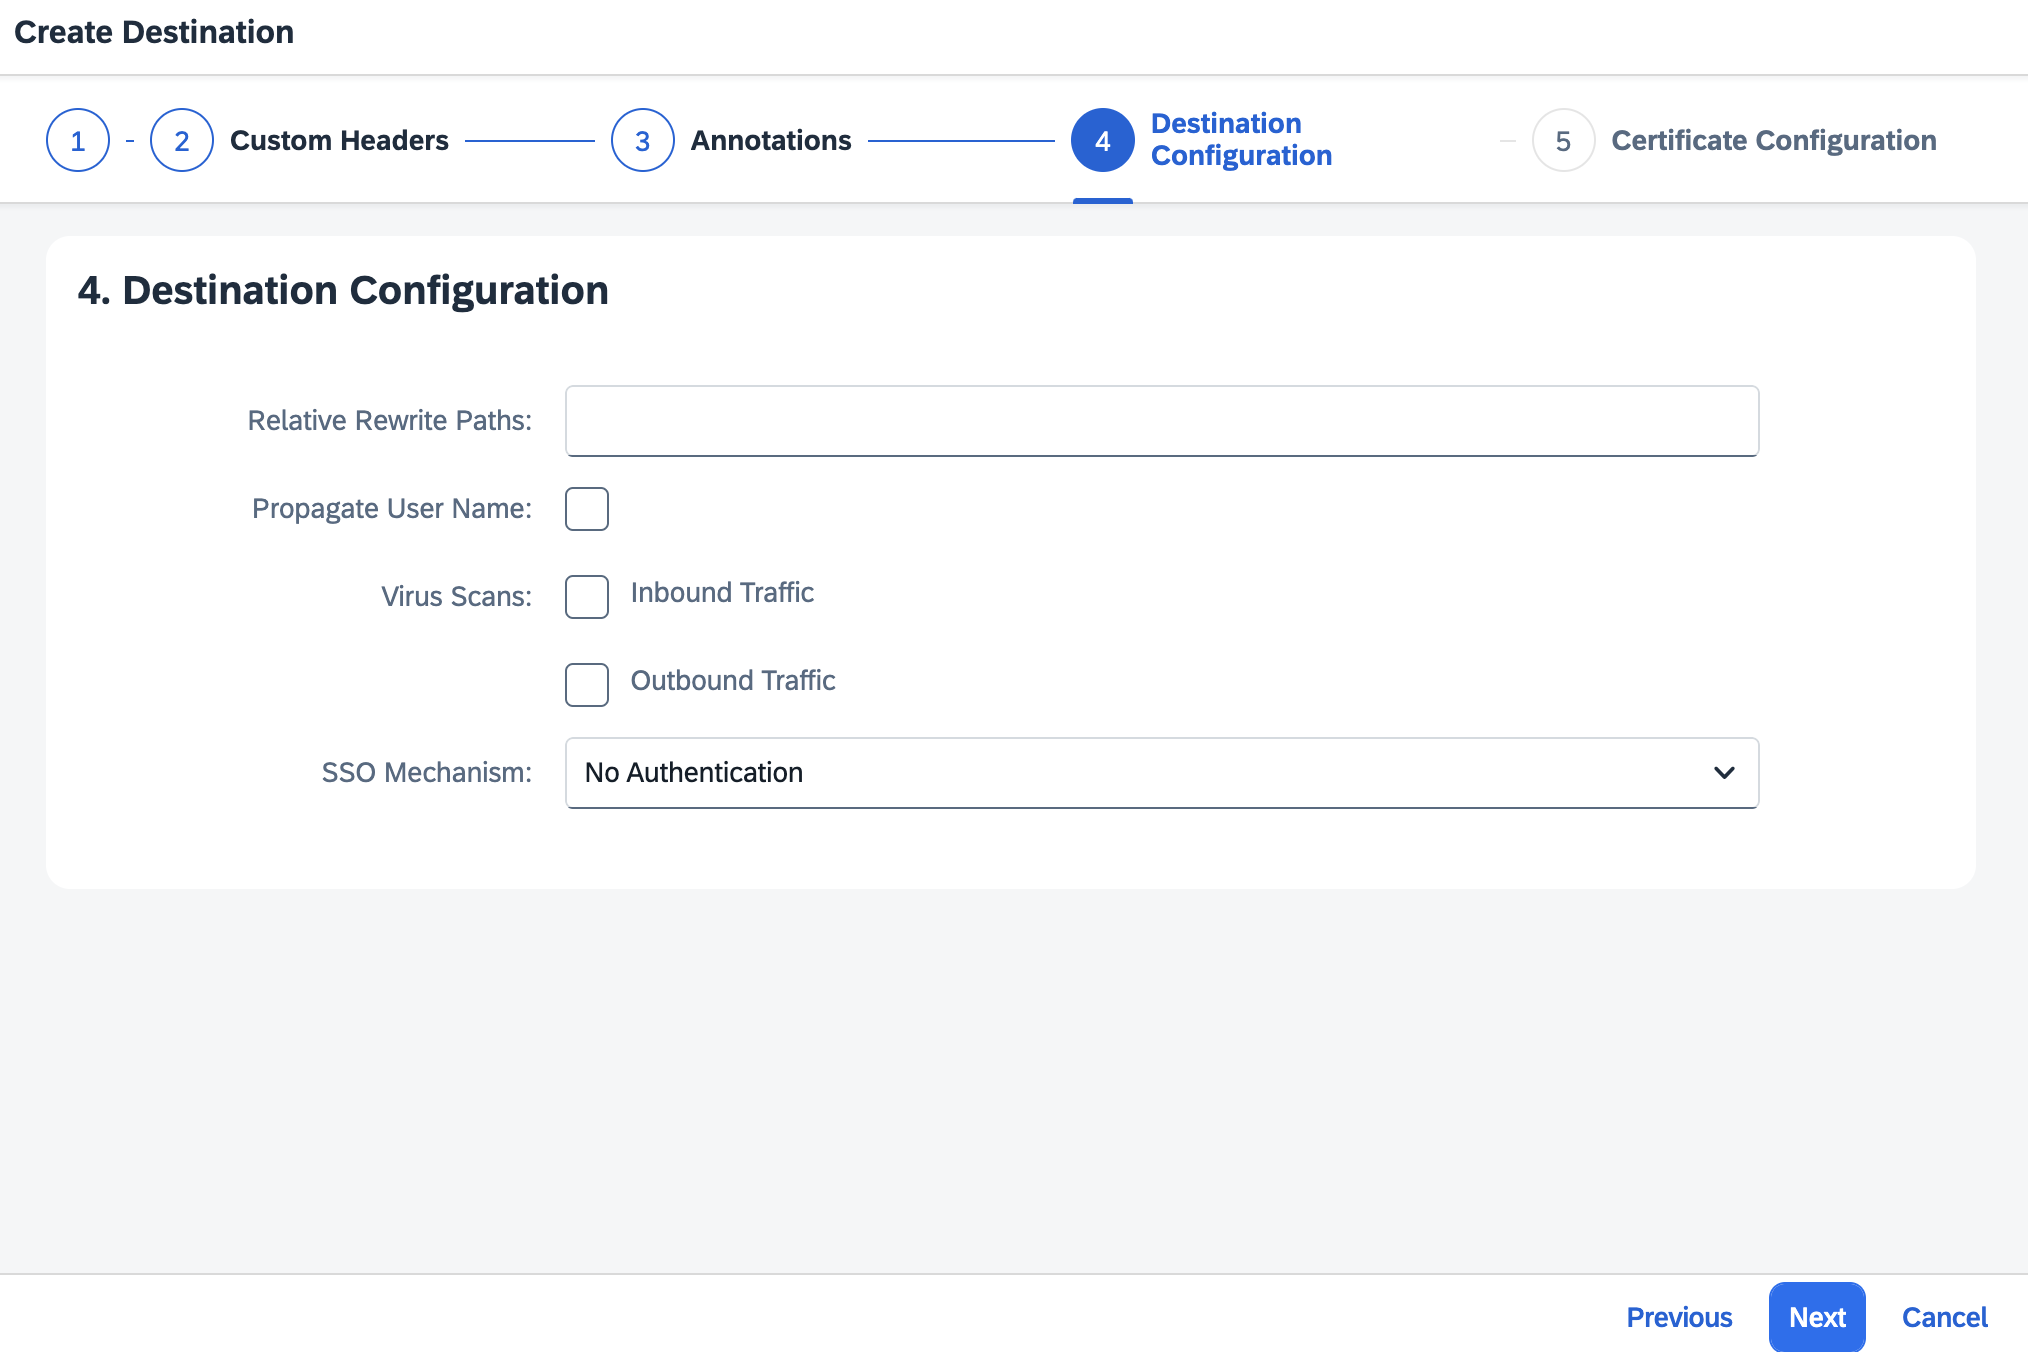 Create Destination
1 - 2 Custom Headers 3 Annotations 4 Destination
Configuration
5 Certificate Configuration
4. Destination Configuration
Relative Rewrite Paths:
Propagate User Name:
Virus Scans: Inbound Traffic
Outbound Traffic
SSO Mechanism: No Authentication
Previous Next Cancel